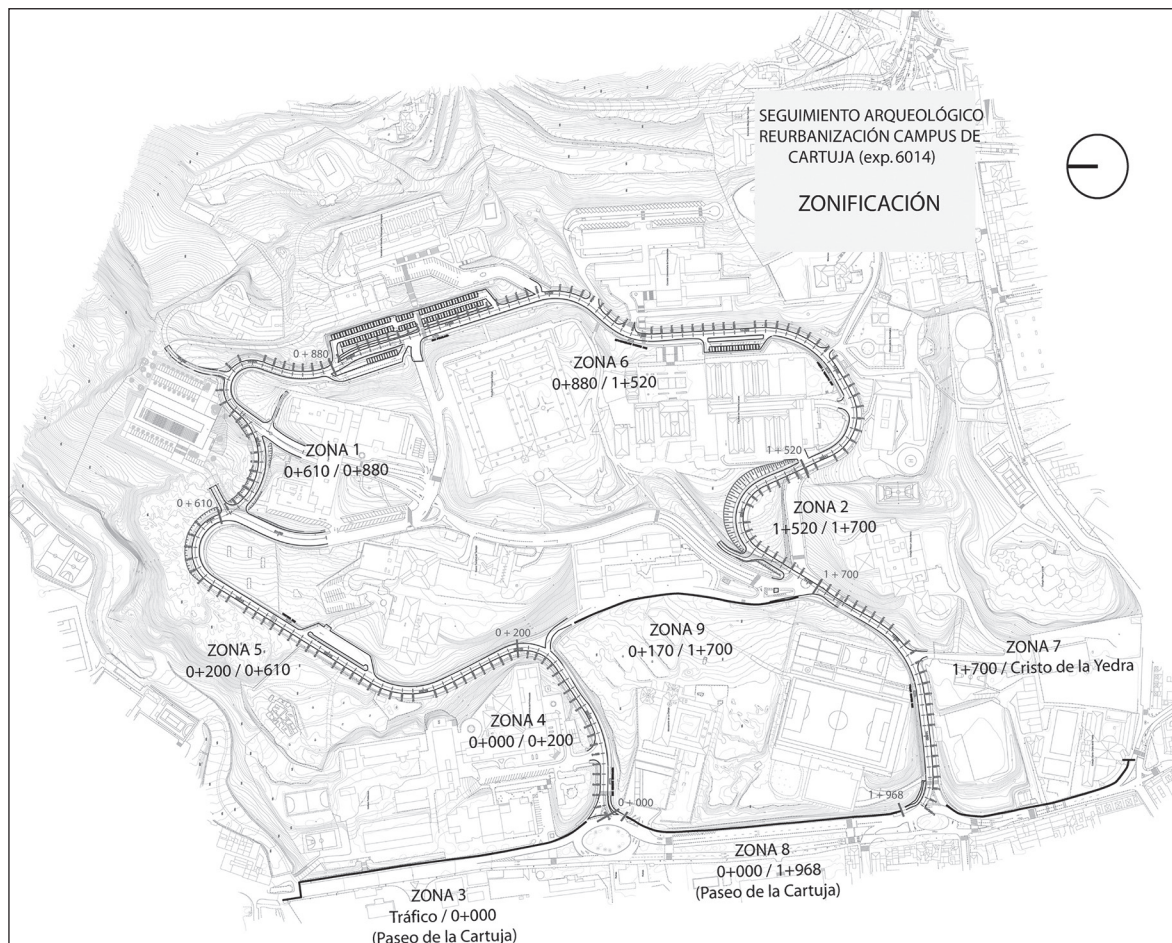 SEGUIMIENTO ARQUEOLÓGICO
REURBANIZACIÓN CAMPUS DE
CARTUJA (exp. 6014)
ZONIFICACIÓN
0 + 880
ZONA 6
0+880 / 1+520
ZONA 1
0+610 / 0+880
1 + 520
0 + 610
ZONA 2
1+520 / 1+700
1 + 700
0 + 200
ZONA 9
0+170 / 1+700
ZONA 5
0+200 / 0+610
ZONA 7
1+700 / Cristo de la Yedra
ZONA 4
0+000 / 0+200
0 + 000
1 + 968
ZONA 8
0+000 / 1+968
(Paseo de la Cartuja)
ZONA 3
Tráfico / 0+000
(Paseo de la Cartuja)